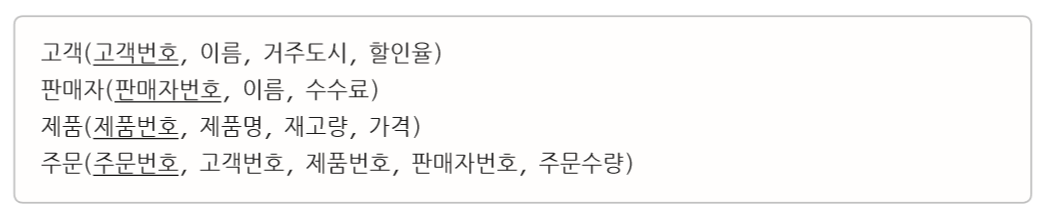 고객(고객번호, 이름, 거주도시, 할인율)
판매자(판매자번호, 이름, 수수료)
제품(제품번호, 제품명, 재고량, 가격)
주문(주문번호, 고객번호, 제품번호, 판매자번호, 주문수량)